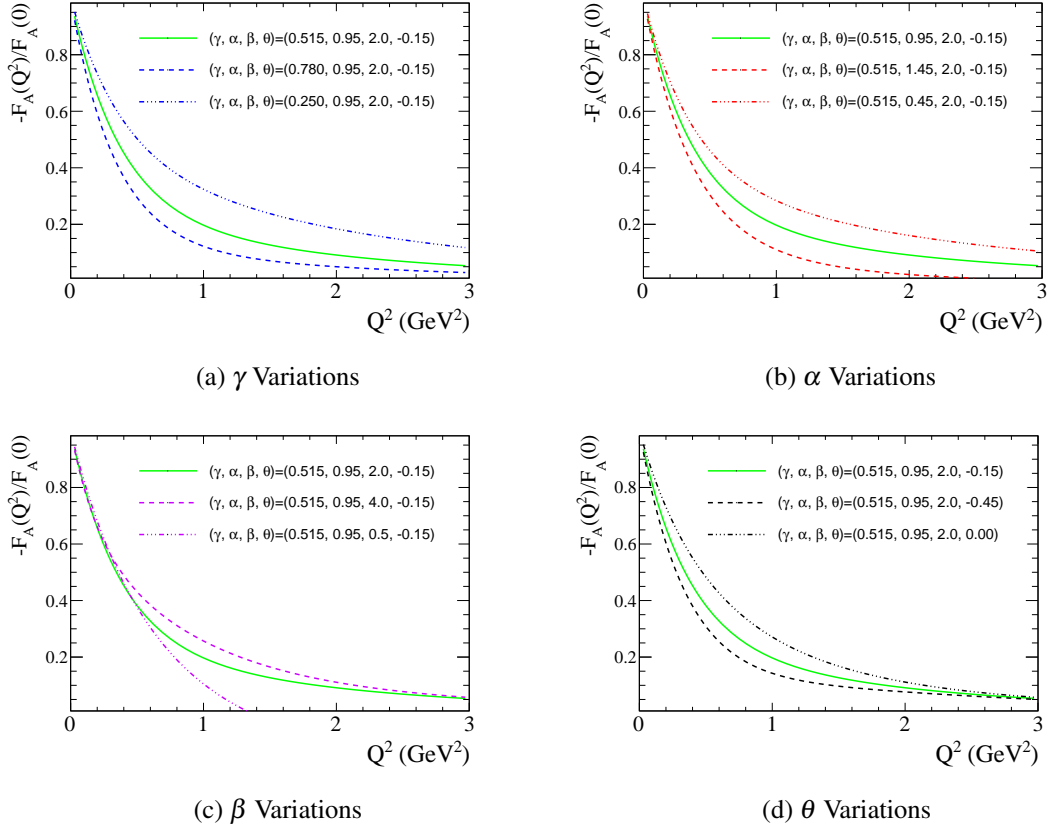 -F_A(Q^2)/F_A(0)
0.8
0.6
0.4
0.2
(γ, α, β, θ)=(0.515, 0.95, 2.0, -0.15)
(γ, α, β, θ)=(0.780, 0.95, 2.0, -0.15)
(γ, α, β, θ)=(0.250, 0.95, 2.0, -0.15)
0 1 2 3
Q^2 (GeV^2)
(a) γ Variations
-F_A(Q^2)/F_A(0)
0.8
0.6
0.4
0.2
(γ, α, β, θ)=(0.515, 0.95, 2.0, -0.15)
(γ, α, β, θ)=(0.515, 1.45, 2.0, -0.15)
(γ, α, β, θ)=(0.515, 0.45, 2.0, -0.15)
0 1 2 3
Q^2 (GeV^2)
(b) α Variations
-F_A(Q^2)/F_A(0)
0.8
0.6
0.4
0.2
(γ, α, β, θ)=(0.515, 0.95, 2.0, -0.15)
(γ, α, β, θ)=(0.515, 0.95, 4.0, -0.15)
(γ, α, β, θ)=(0.515, 0.95, 0.5, -0.15)
0 1 2 3
Q^2 (GeV^2)
(c) β Variations
-F_A(Q^2)/F_A(0)
0.8
0.6
0.4
0.2
(γ, α, β, θ)=(0.515, 0.95, 2.0, -0.15)
(γ, α, β, θ)=(0.515, 0.95, 2.0, -0.45)
(γ, α, β, θ)=(0.515, 0.95, 2.0, 0.00)
0 1 2 3
Q^2 (GeV^2)
(d) θ Variations